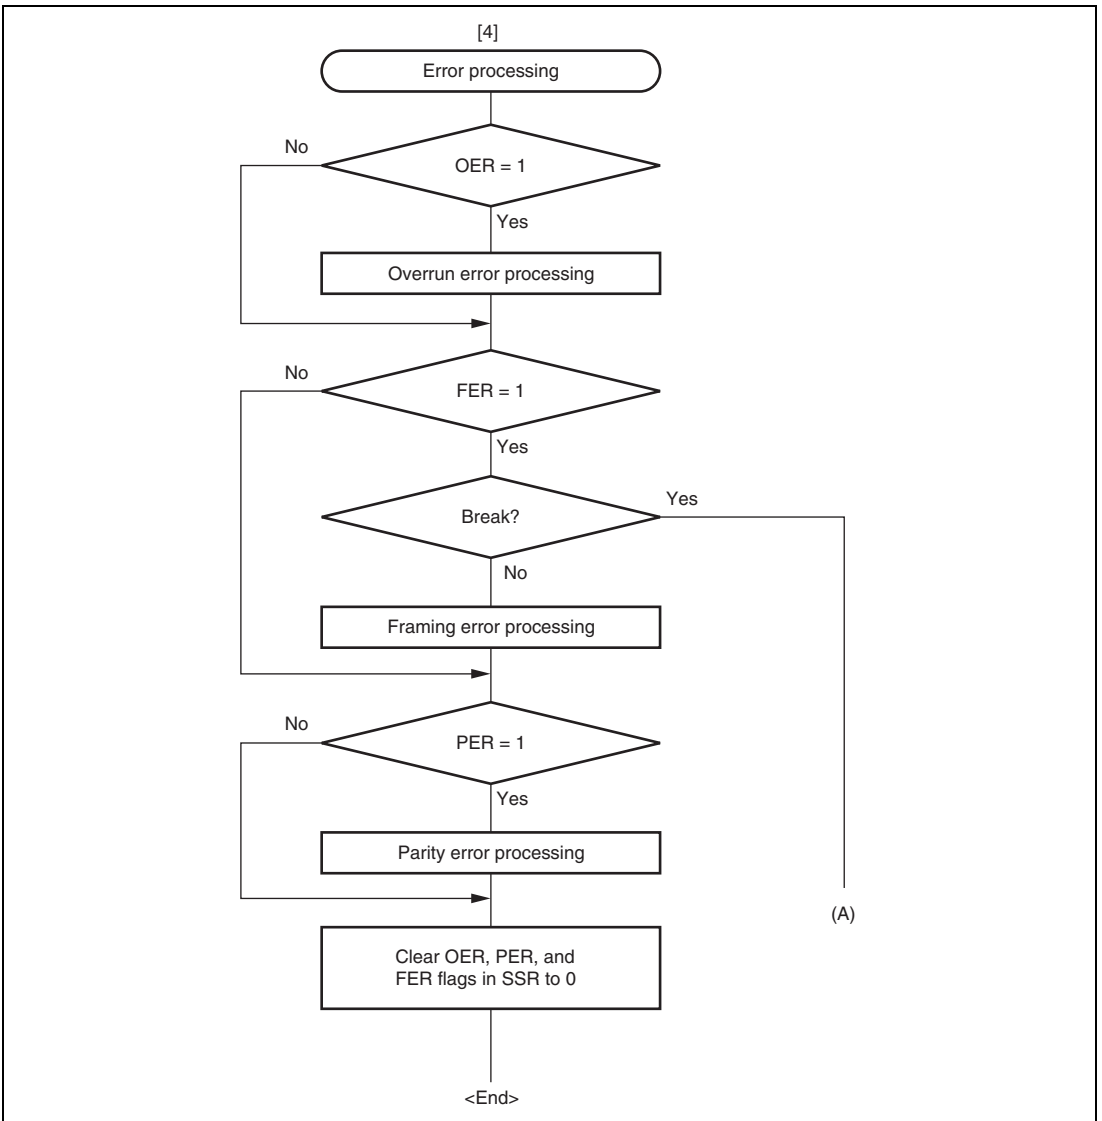 [4]
Error processing
No
OER = 1
Yes
Overrun error processing
No
FER = 1
Yes
Break?
Yes
No
Framing error processing
No
PER = 1
Yes
Parity error processing
(A)
Clear OER, PER, and
FER flags in SSR to 0
<End>